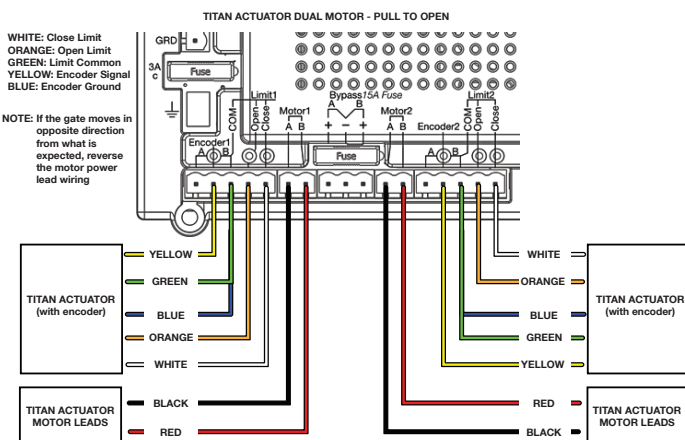 TITAN ACTUATOR DUAL MOTOR - PULL TO OPEN
WHITE: Close Limit
ORANGE: Open Limit
GREEN: Limit Common
YELLOW: Encoder Signal
BLUE: Encoder Ground
NOTE: If the gate moves in
opposite direction
from what is
expected, reverse
the motor power
lead wiring
GRD
3A
c
Fuse
Limit1
COM
Open
Close
Motor1
A B
Encoder1
A B
Bypass 15A Fuse
A B
+ − +
Fuse
Motor2
A B
Encoder2
A B
Limit2
COM
Open
Close
TITAN ACTUATOR
(with encoder)
YELLOW
GREEN
BLUE
ORANGE
WHITE
TITAN ACTUATOR
MOTOR LEADS
BLACK
RED
WHITE
ORANGE
BLUE
GREEN
YELLOW
TITAN ACTUATOR
(with encoder)
RED
BLACK
TITAN ACTUATOR
MOTOR LEADS